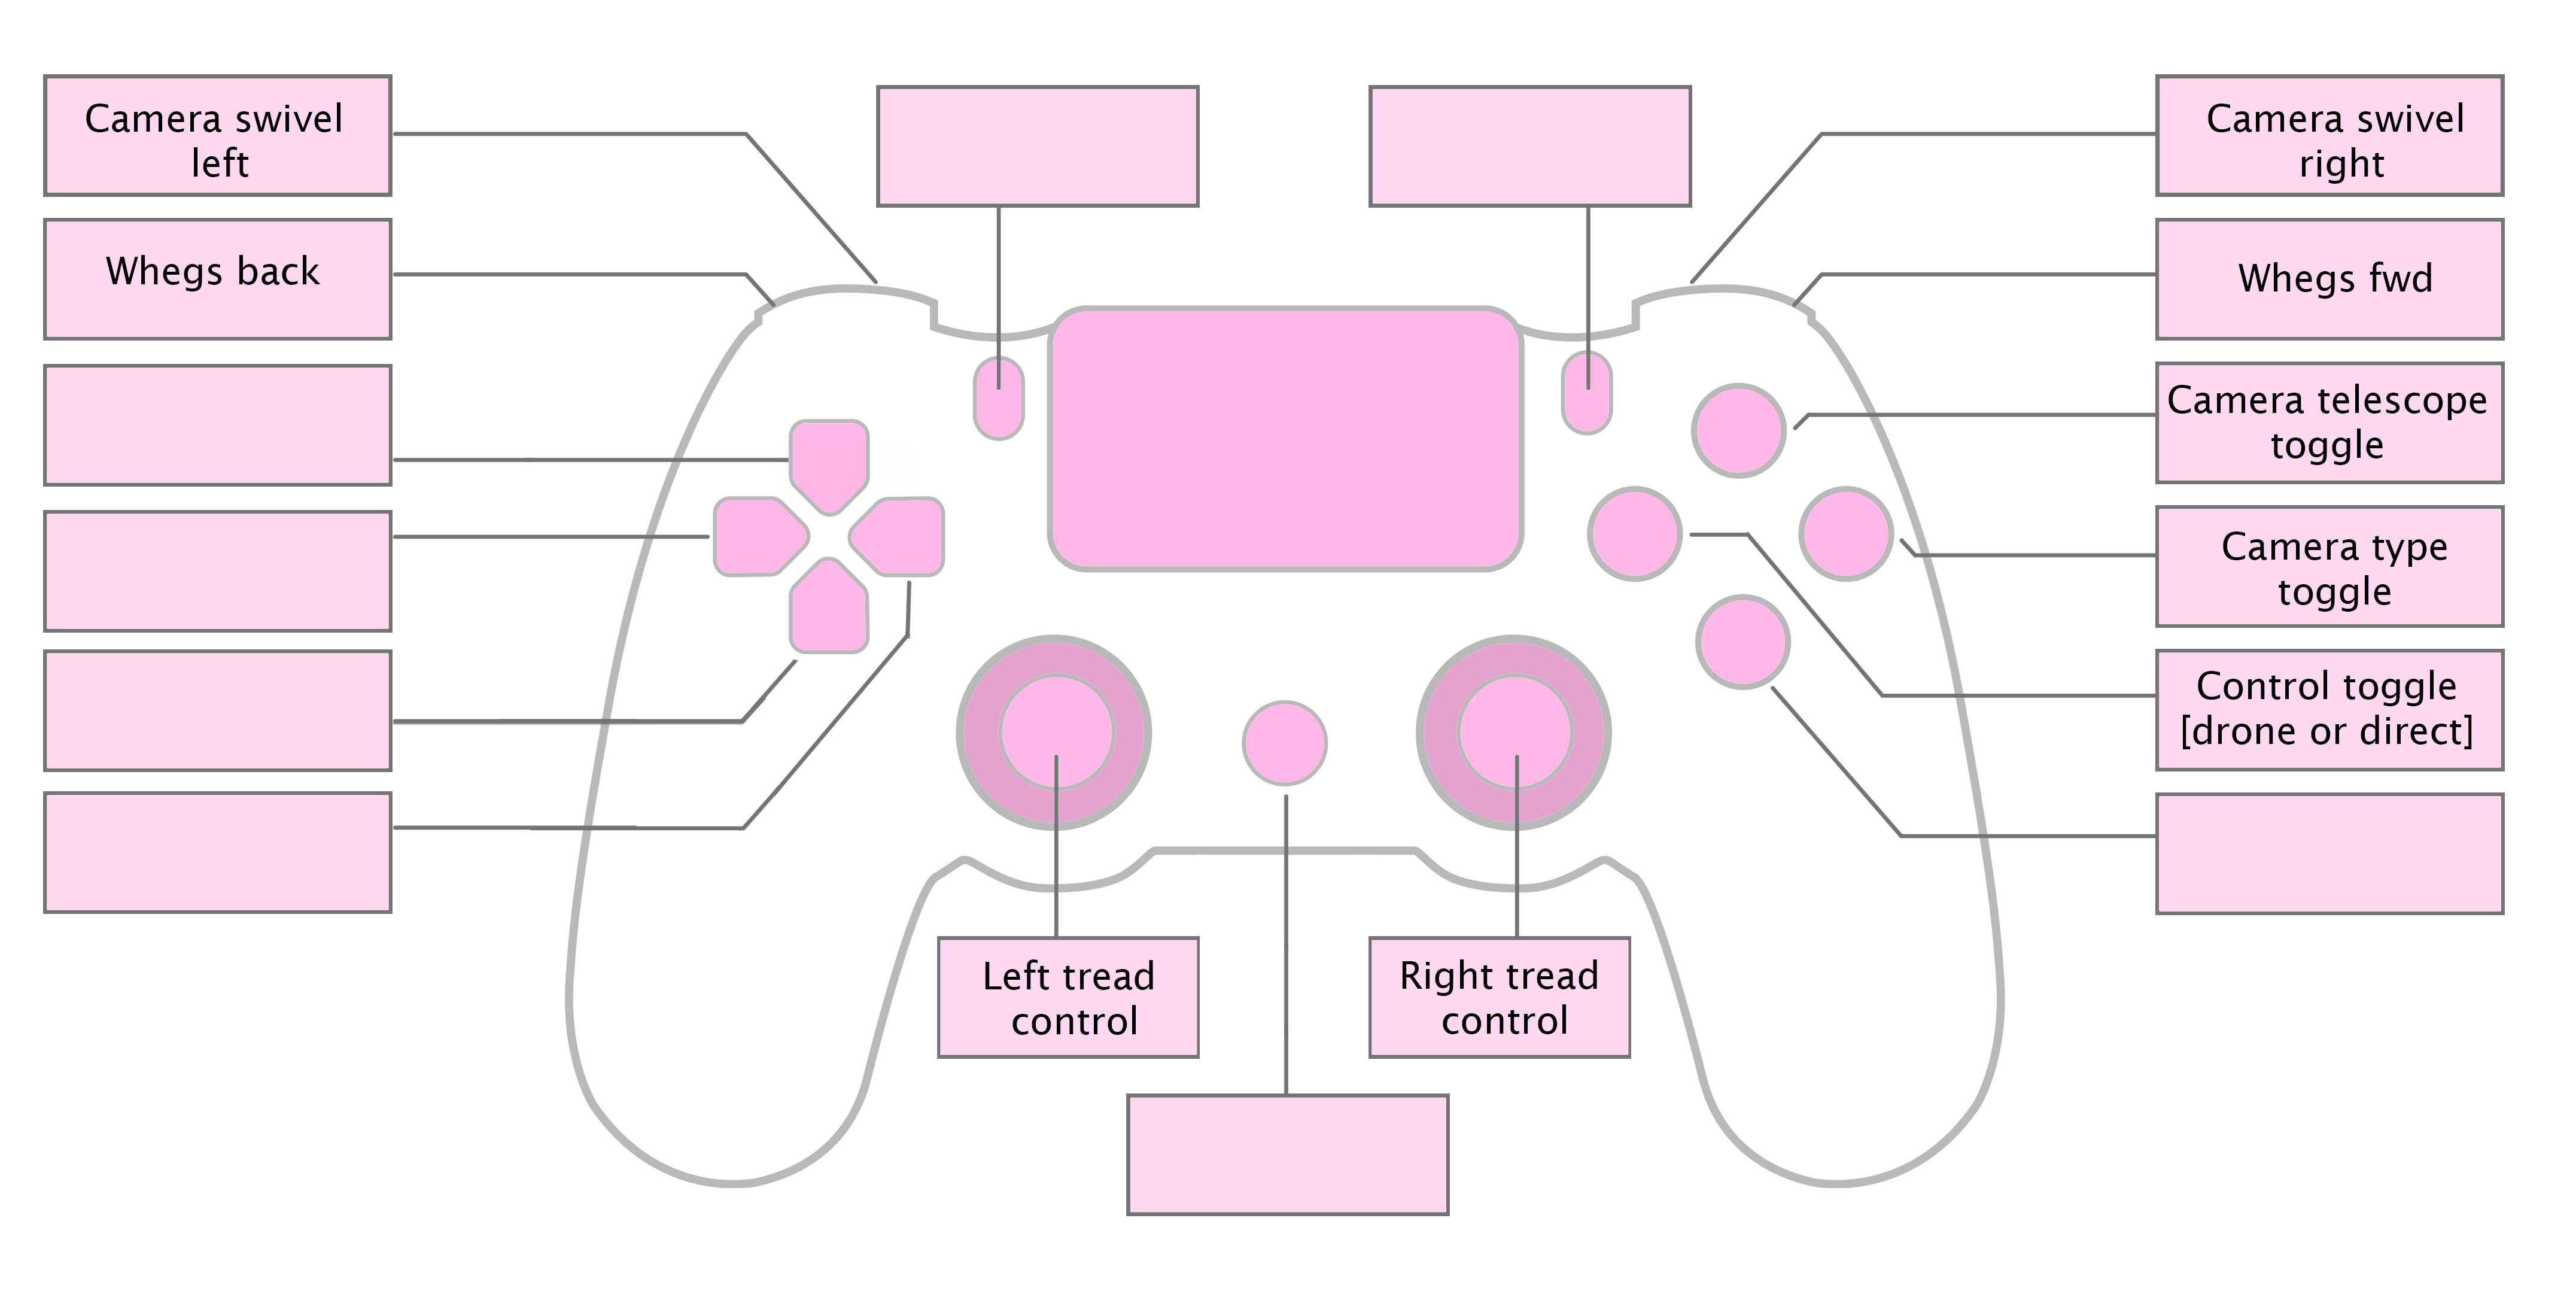 Camera swivel
left
Whegs back
Camera swivel
right
Whegs fwd
Camera telescope
toggle
Camera type
toggle
Control toggle
[drone or direct]
Left tread
control
Right tread
control